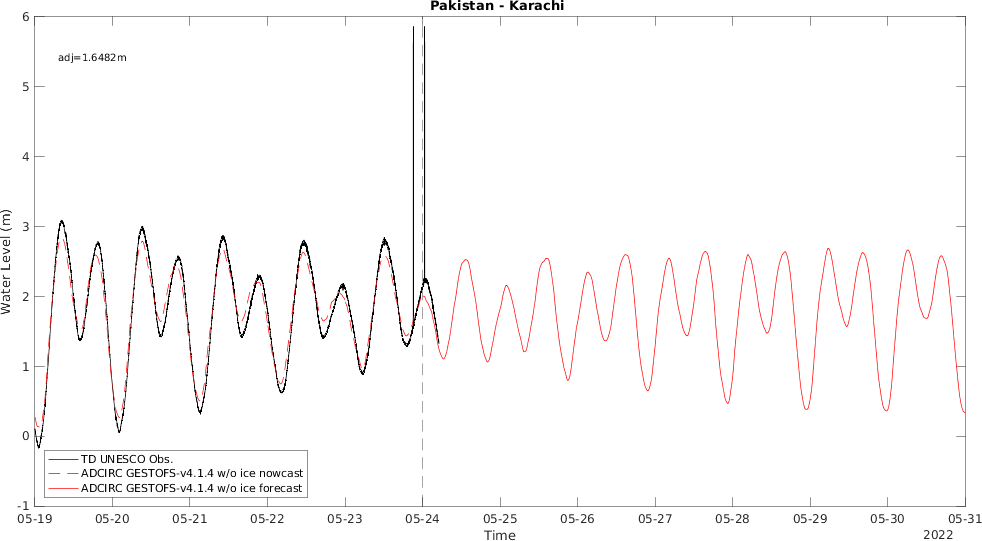 Pakistan - Karachi
6
adj=1.6482m
5
4
3
2
1
0
-1
Water Level (m)
TD UNESCO Obs.
ADCIRC GESTOFS-v4.1.4 w/o ice nowcast
ADCIRC GESTOFS-v4.1.4 w/o ice forecast
05-19 05-20 05-21 05-22 05-23 05-24 05-25 05-26 05-27 05-28 05-29 05-30 05-31
Time
2022